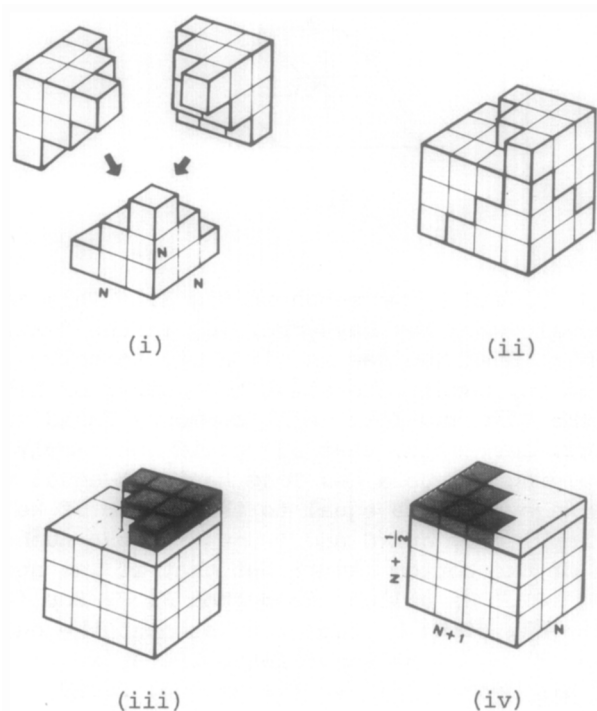 N
N
N
(i)
(ii)
N + 1/2
N+1
N
(iii)
(iv)